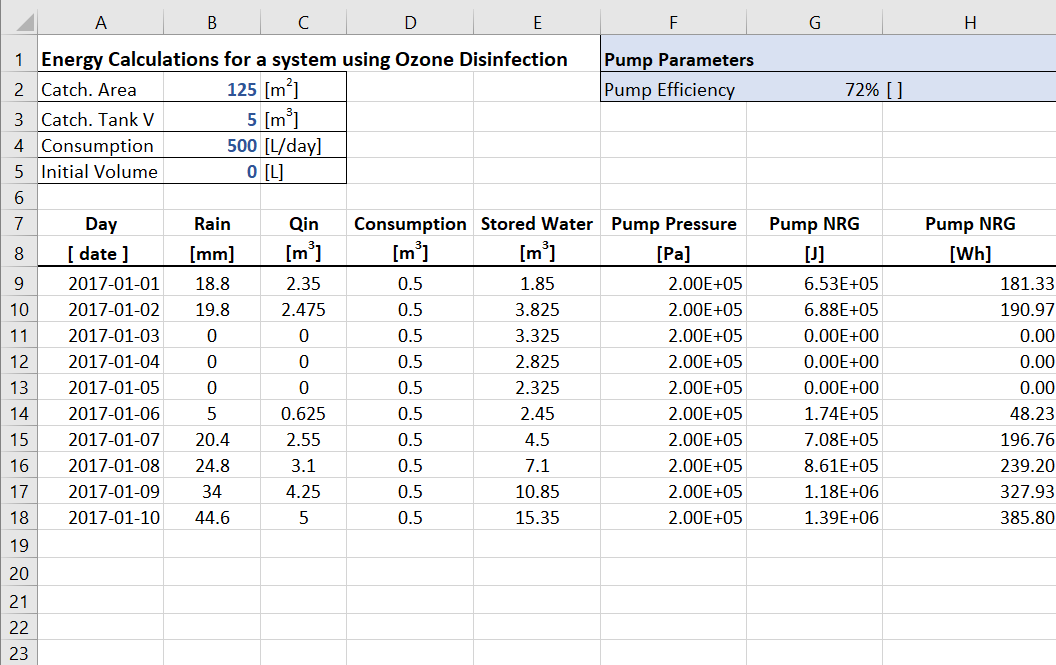 A B C D E F G H
1 Energy Calculations for a system using Ozone Disinfection Pump Parameters
2 Catch. Area 125 [m²] Pump Efficiency 72% [ ]
3 Catch. Tank V 5 [m³]
4 Consumption 500 [L/day]
5 Initial Volume 0 [L]
6
7 Day Rain Qin Consumption Stored Water Pump Pressure Pump NRG Pump NRG
8 [ date ] [mm] [m³] [m³] [m³] [Pa] [J] [Wh]
9 2017-01-01 18.8 2.35 0.5 1.85 2.00E+05 6.53E+05 181.33
10 2017-01-02 19.8 2.475 0.5 3.825 2.00E+05 6.88E+05 190.97
11 2017-01-03 0 0 0.5 3.325 2.00E+05 0.00E+00 0.00
12 2017-01-04 0 0 0.5 2.825 2.00E+05 0.00E+00 0.00
13 2017-01-05 0 0 0.5 2.325 2.00E+05 0.00E+00 0.00
14 2017-01-06 5 0.625 0.5 2.45 2.00E+05 1.74E+05 48.23
15 2017-01-07 20.4 2.55 0.5 4.5 2.00E+05 7.08E+05 196.76
16 2017-01-08 24.8 3.1 0.5 7.1 2.00E+05 8.61E+05 239.20
17 2017-01-09 34 4.25 0.5 10.85 2.00E+05 1.18E+06 327.93
18 2017-01-10 44.6 5 0.5 15.35 2.00E+05 1.39E+06 385.80
19
20
21
22
23